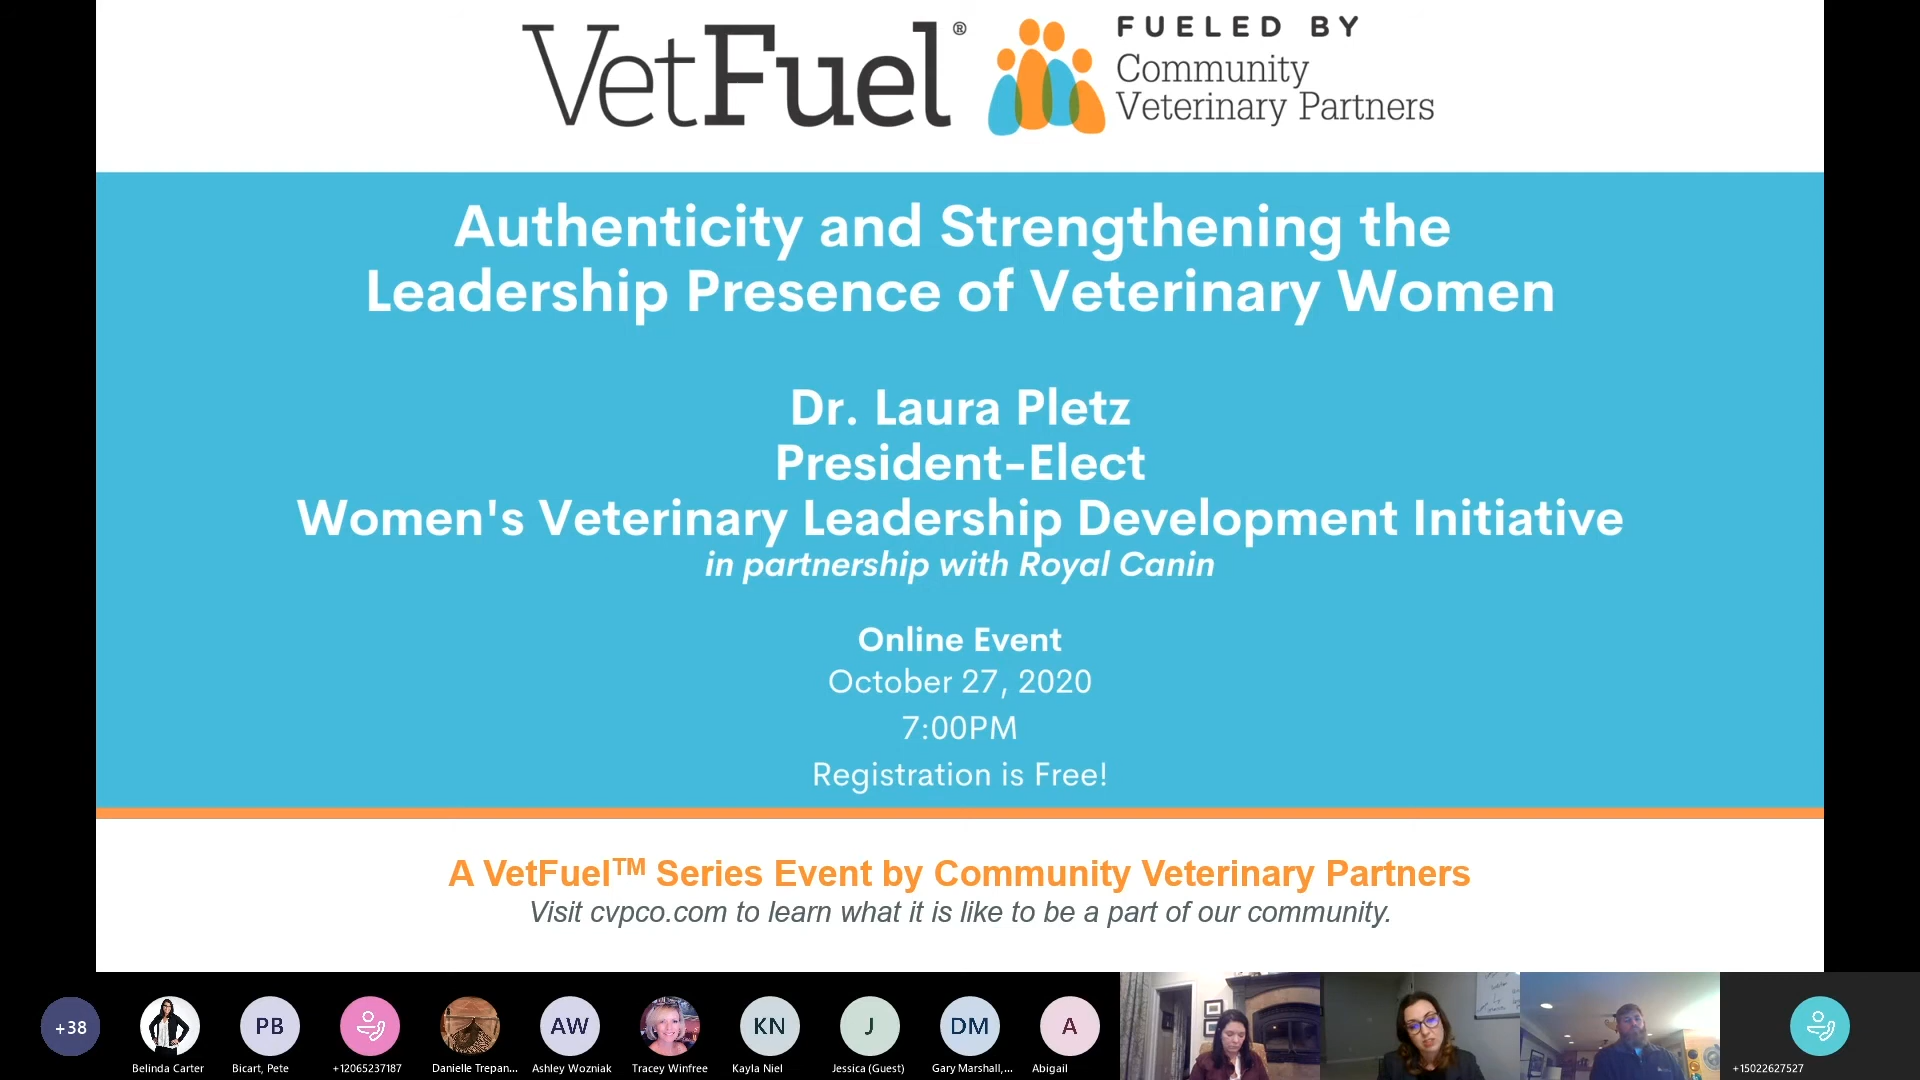 VetFuel®
FUELED BY
Community
Veterinary Partners
Authenticity and Strengthening the
Leadership Presence of Veterinary Women
Dr. Laura Pletz
President-Elect
Women's Veterinary Leadership Development Initiative
in partnership with Royal Canin
Online Event
October 27, 2020
7:00PM
Registration is Free!
A VetFuel™ Series Event by Community Veterinary Partners
Visit cvpco.com to learn what it is like to be a part of our community.
+38
PB
AW
KN
J
DM
A
Belinda Carter
Bicart, Pete
+12065237187
Danielle Trepan...
Ashley Wozniak
Tracey Winfree
Kayla Niel
Jessica (Guest)
Gary Marshall,...
Abigail
+15022627527